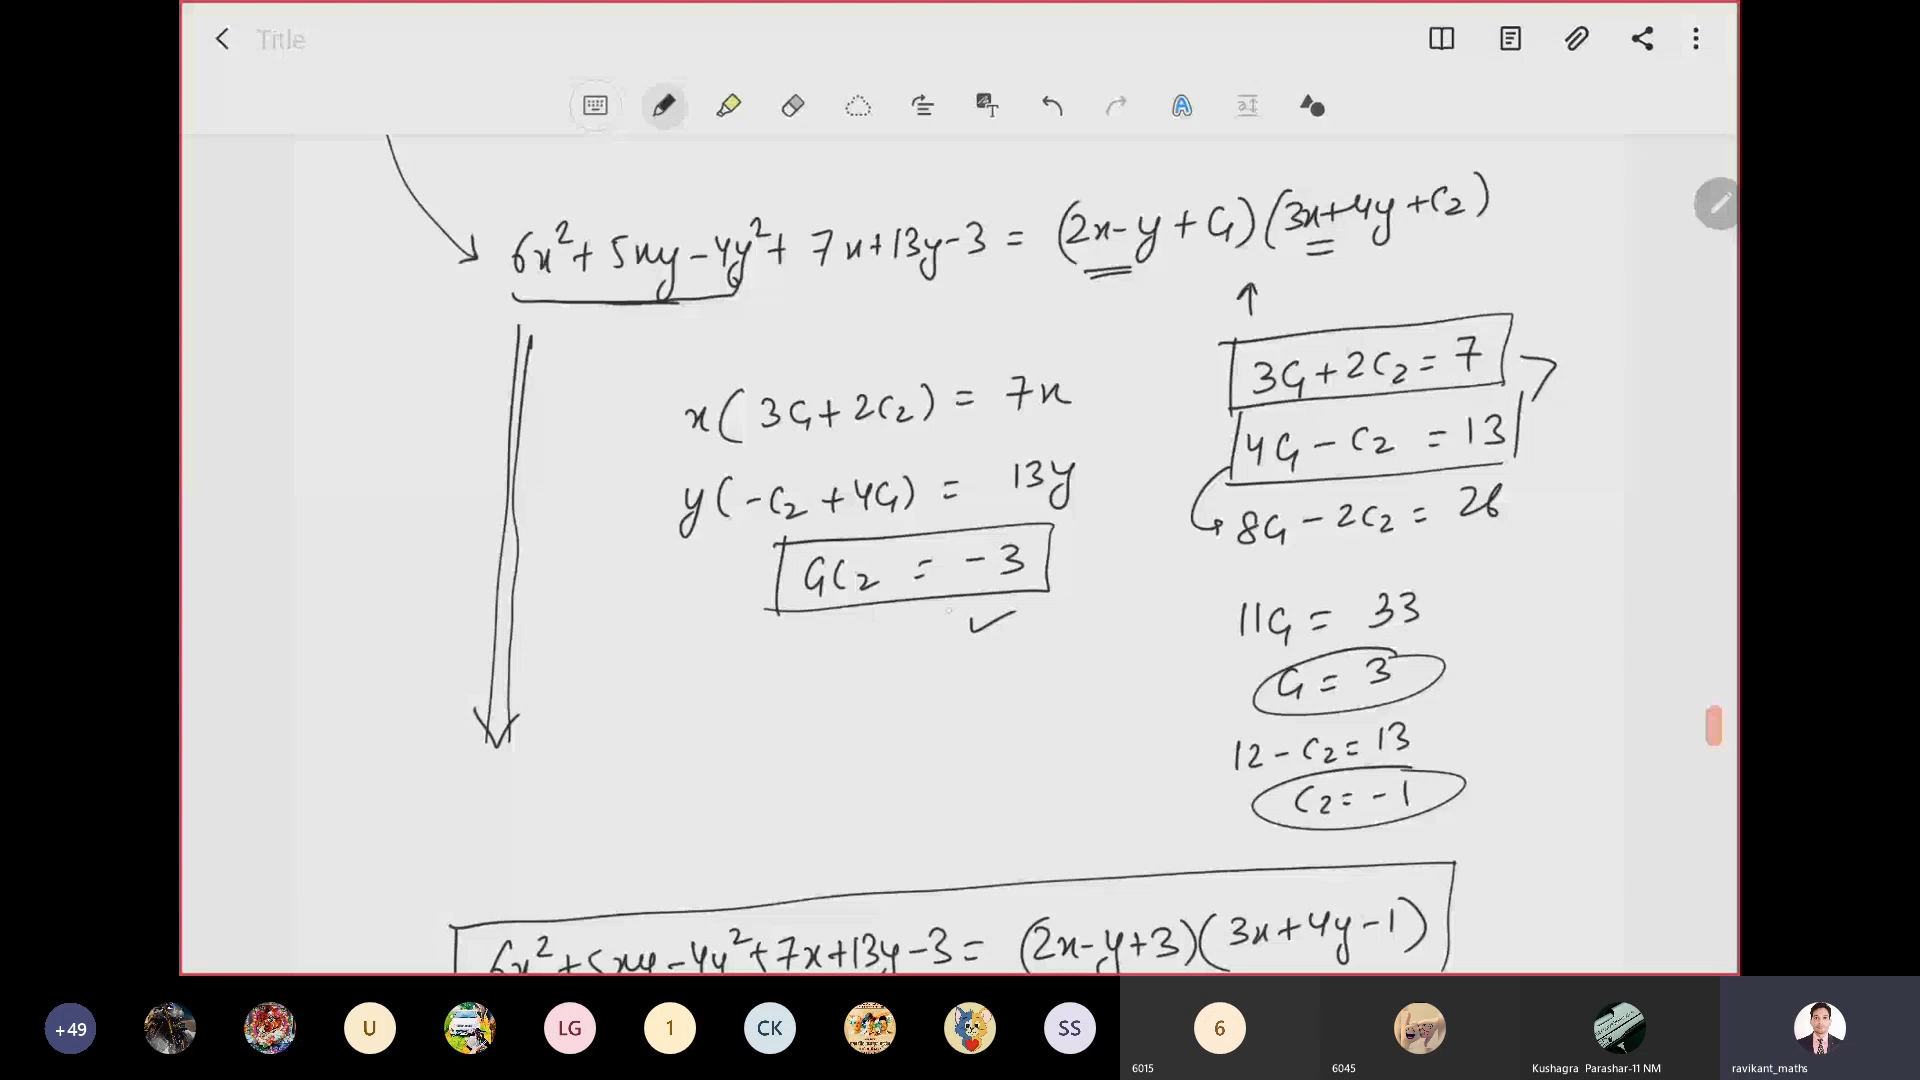 Title
6x² + 5xy - 4y² + 7x + 13y - 3 = (2x - y + C₁)(3x + 4y + C₂)
↑
3C₁ + 2C₂ = 7
x(3C₁ + 2C₂) = 7x
4C₁ - C₂ = 13
y(-C₂ + 4C₁) = 13y
8C₁ - 2C₂ = 26
C₁C₂ = -3
✓
11C₁ = 33
C₁ = 3
12 - C₂ = 13
C₂ = -1
6x² + 5xy - 4y² + 7x + 13y - 3 = (2x - y + 3)(3x + 4y - 1)
+49
U
LG
1
CK
SS
6
6015
6045
Kushagra Parashar-11 NM
ravikant_maths